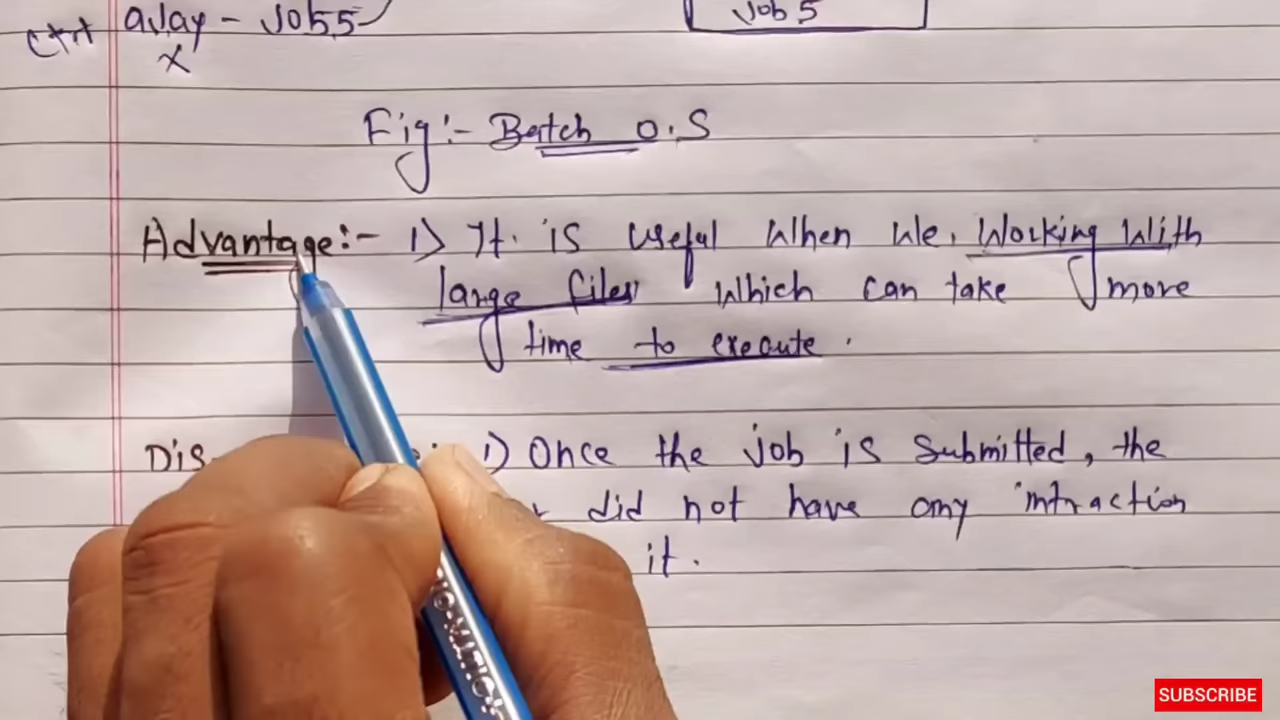 ajay - Job5
Job 5
x
Fig:- Batch O.S
Advantage:- 1) It is useful when we, working with
large files which can take more
time to execute.
Dis 1) Once the job is submitted, the
did not have any intraction
it.
SUBSCRIBE